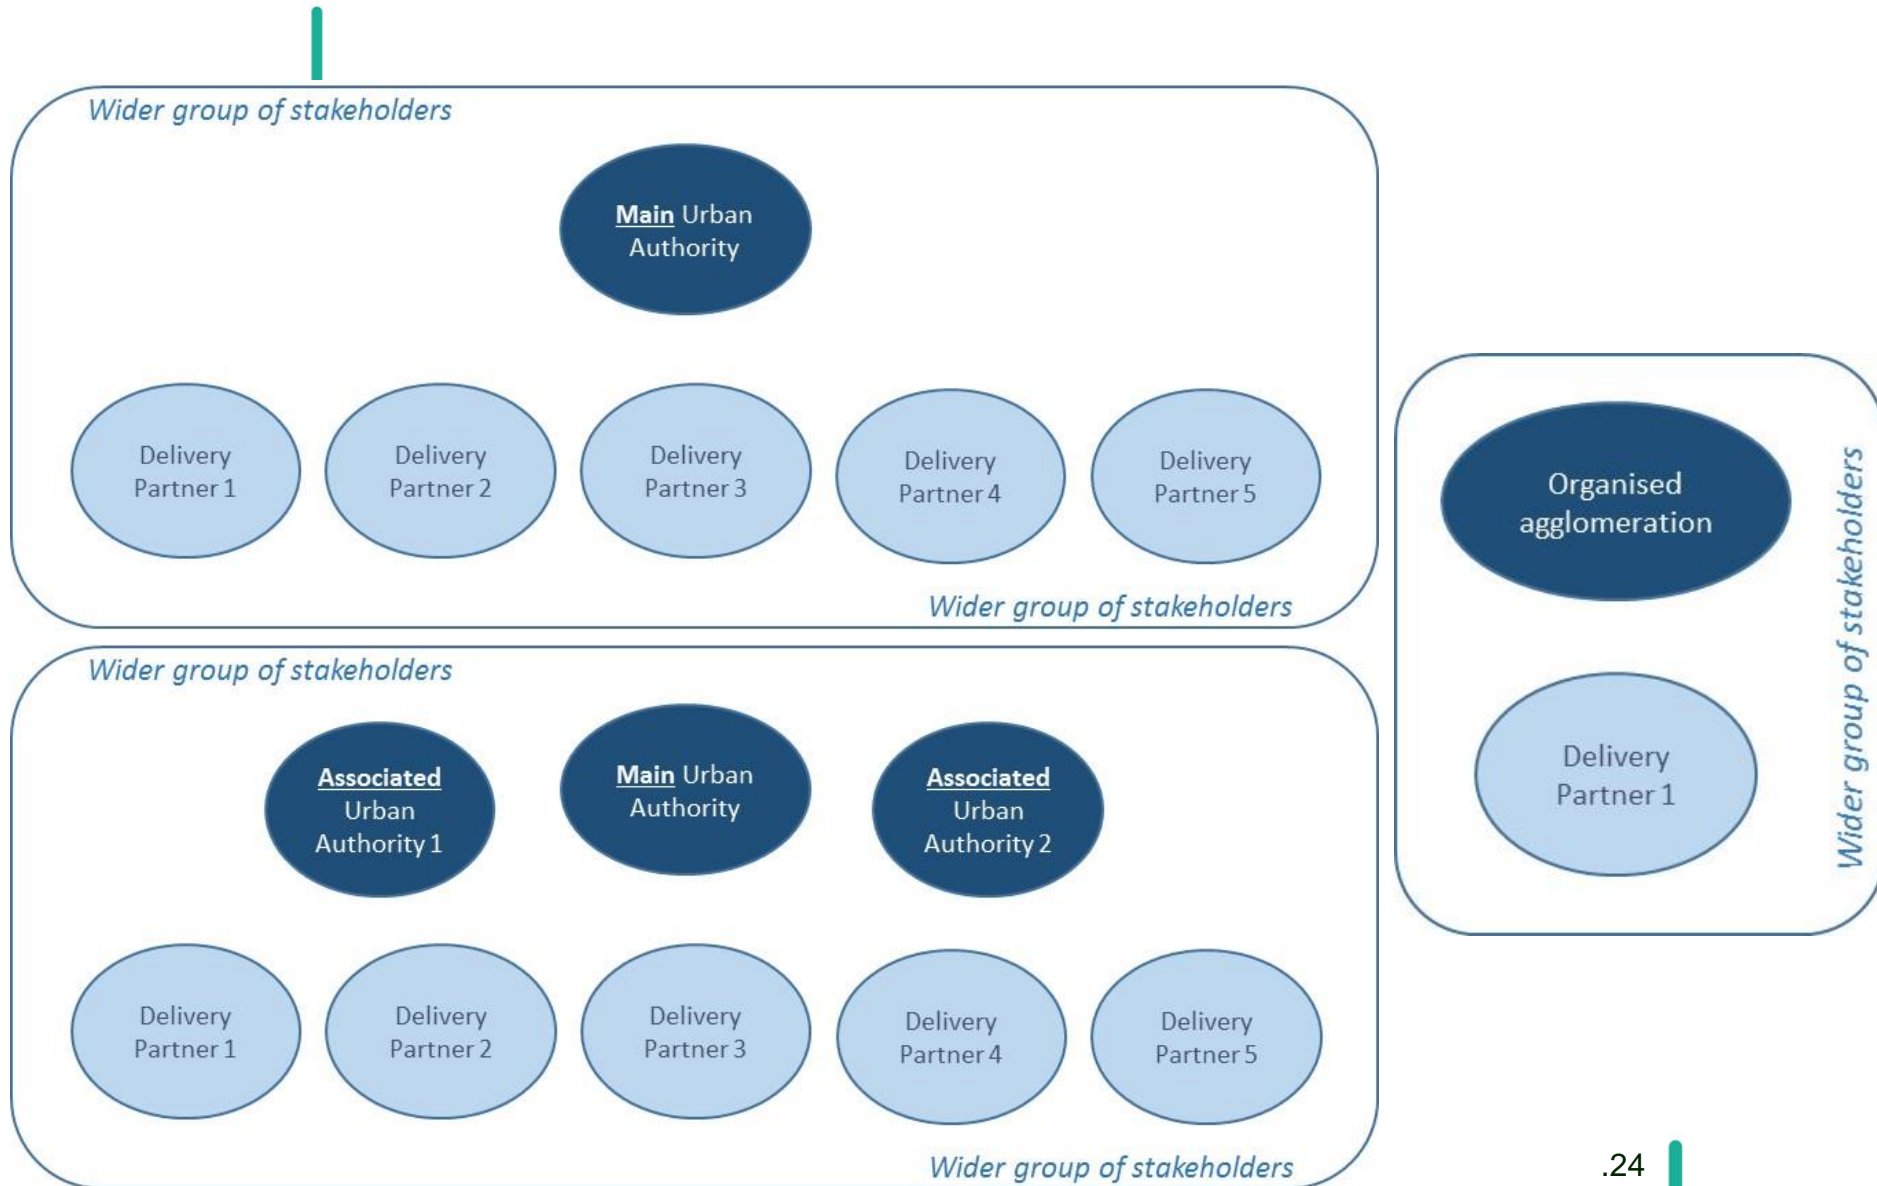 Wider group of stakeholders
Main Urban
Authority
Delivery
Partner 1
Delivery
Partner 2
Delivery
Partner 3
Delivery
Partner 4
Delivery
Partner 5
Wider group of stakeholders
Wider group of stakeholders
Associated
Urban
Authority 1
Main Urban
Authority
Associated
Urban
Authority 2
Delivery
Partner 1
Delivery
Partner 2
Delivery
Partner 3
Delivery
Partner 4
Delivery
Partner 5
Wider group of stakeholders
Organised
agglomeration
Delivery
Partner 1
Wider group of stakeholders
.24